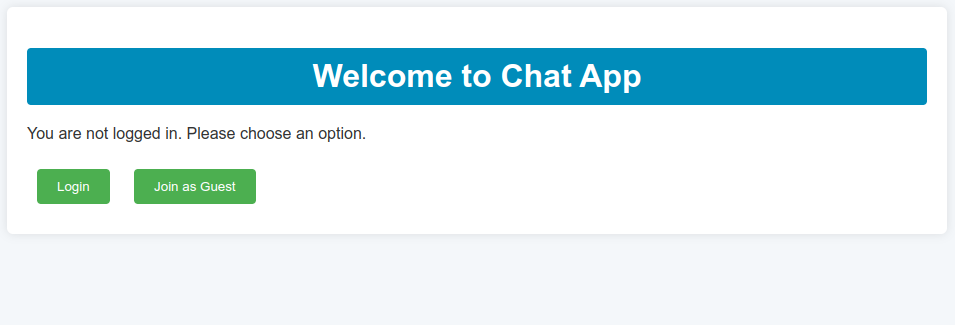 Welcome to Chat App
You are not logged in. Please choose an option.
Login
Join as Guest